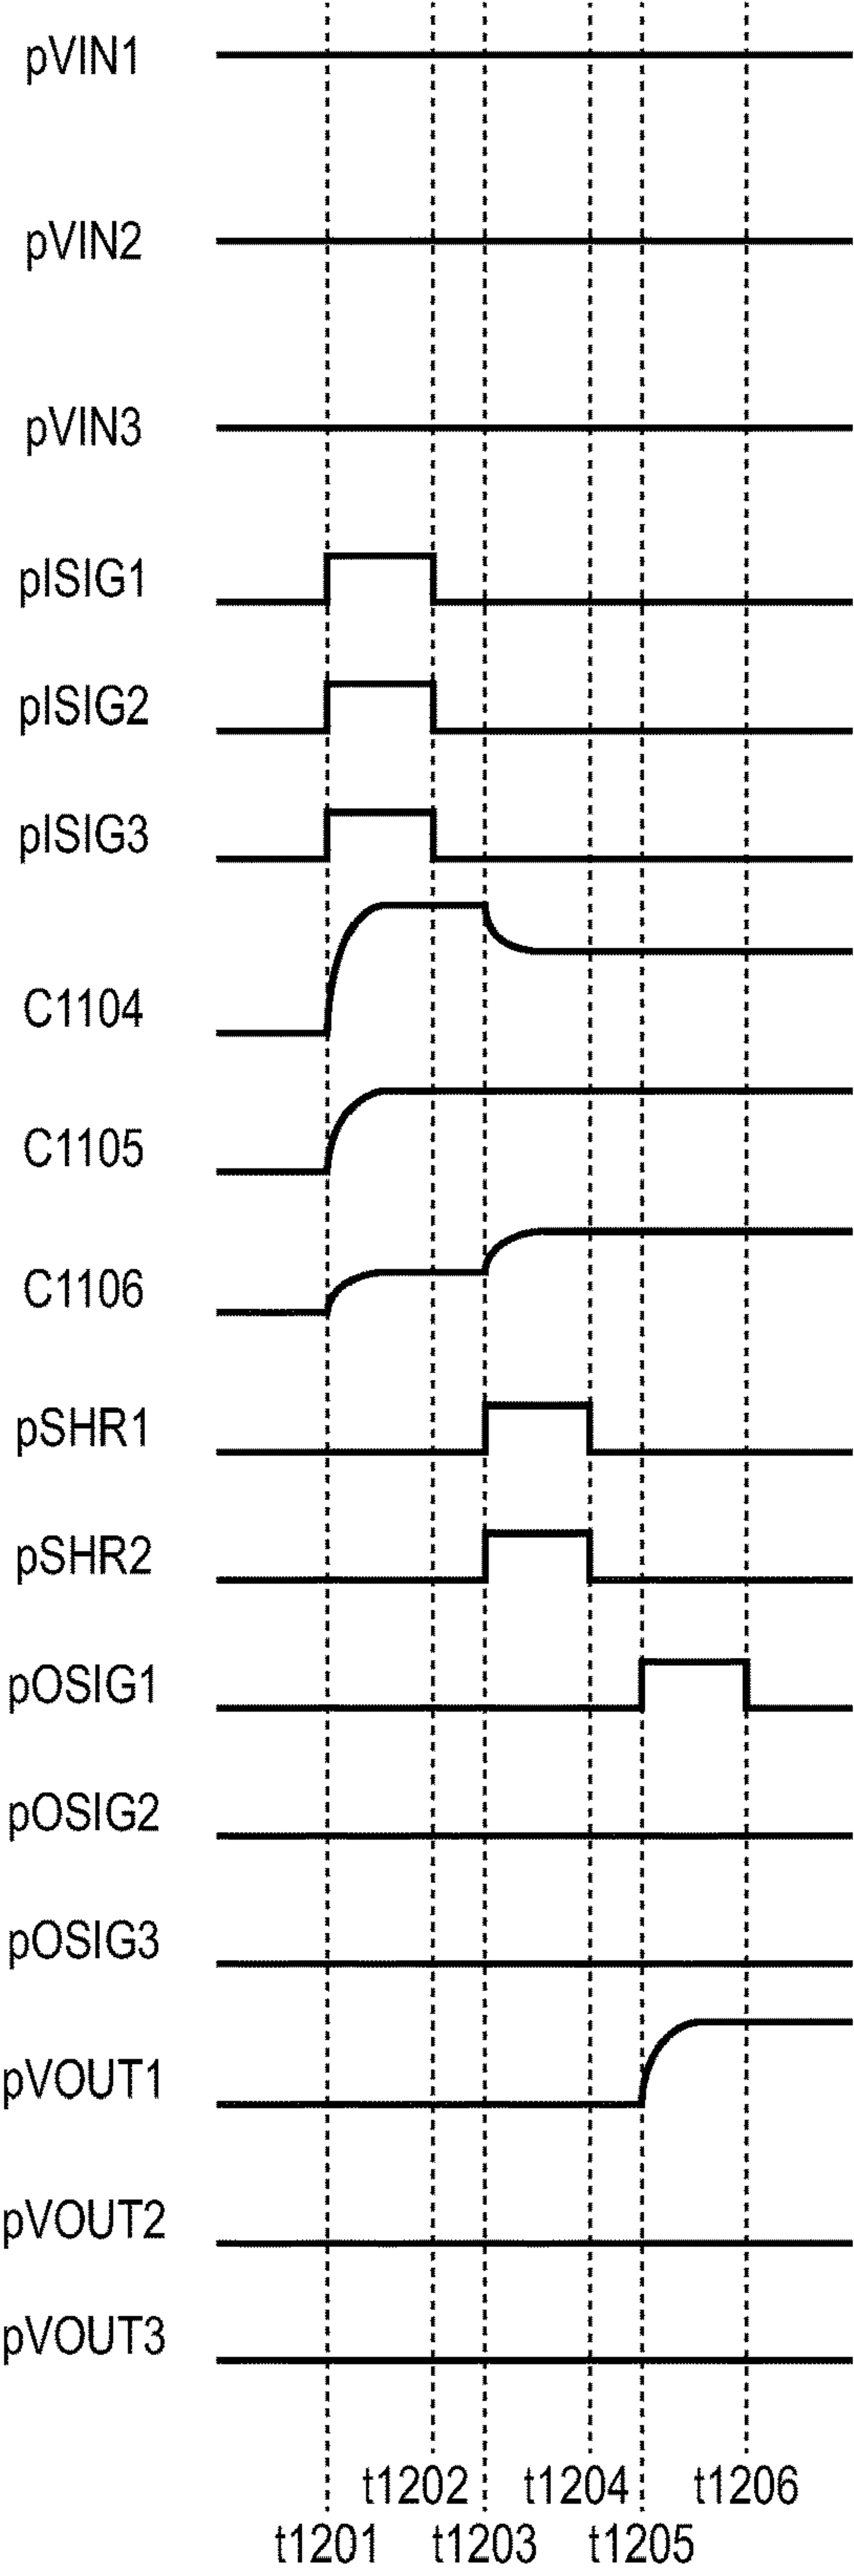 pVIN1
pVIN2
pVIN3
pISIG1
pISIG2
pISIG3
C1104
C1105
C1106
pSHR1
pSHR2
pOSIG1
pOSIG2
pOSIG3
pVOUT1
pVOUT2
pVOUT3
t1202 t1204 t1206
t1201 t1203 t1205